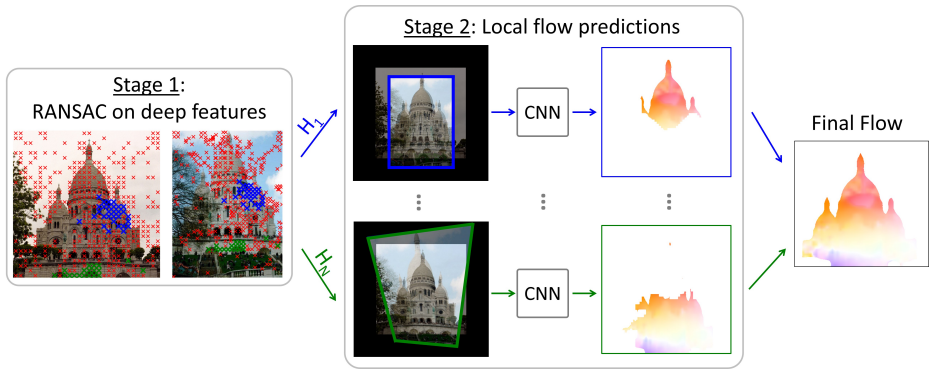 Stage 1:
RANSAC on deep features
H1
HN
Stage 2: Local flow predictions
CNN
CNN
Final Flow